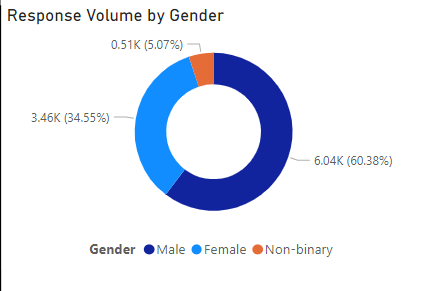 Response Volume by Gender
0.51K (5.07%)
3.46K (34.55%)
6.04K (60.38%)
Gender Male Female Non-binary